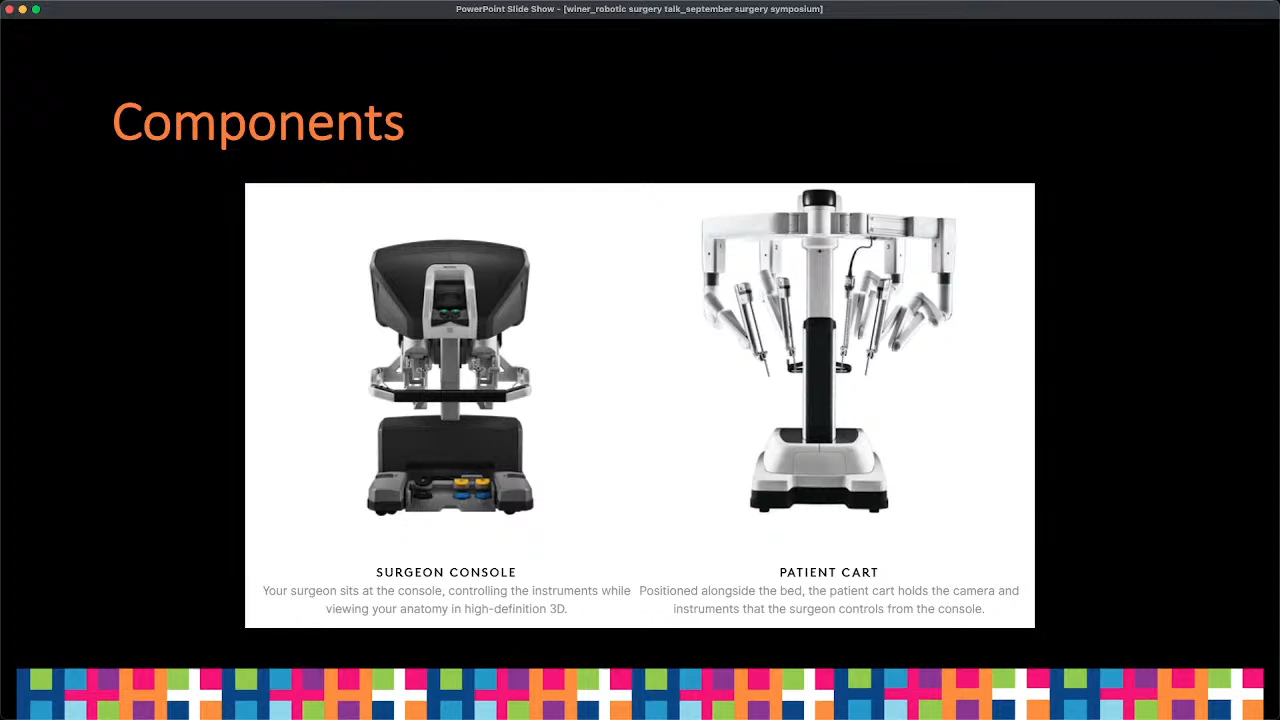 PowerPoint Slide Show - [winer_robotic surgery talk_september surgery symposium]
Components
SURGEON CONSOLE
Your surgeon sits at the console, controlling the instruments while
viewing your anatomy in high-definition 3D.
PATIENT CART
Positioned alongside the bed, the patient cart holds the camera and
instruments that the surgeon controls from the console.